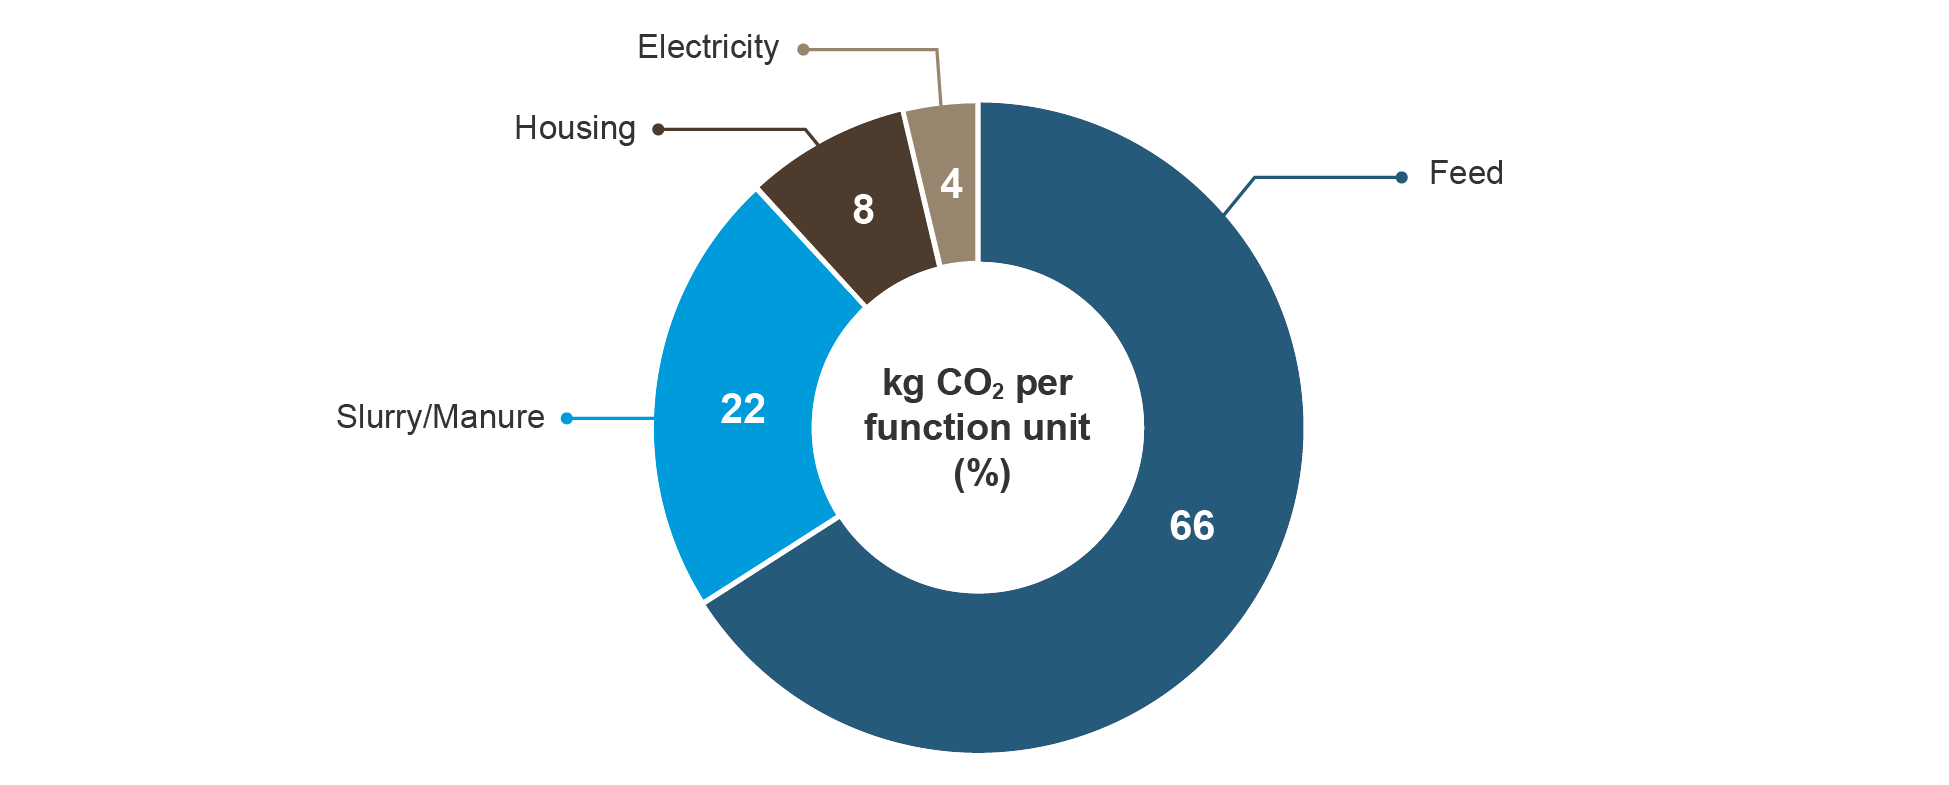 Electricity
Housing
Feed
4
8
Slurry/Manure
22
kg CO₂ per
function unit
(%)
66